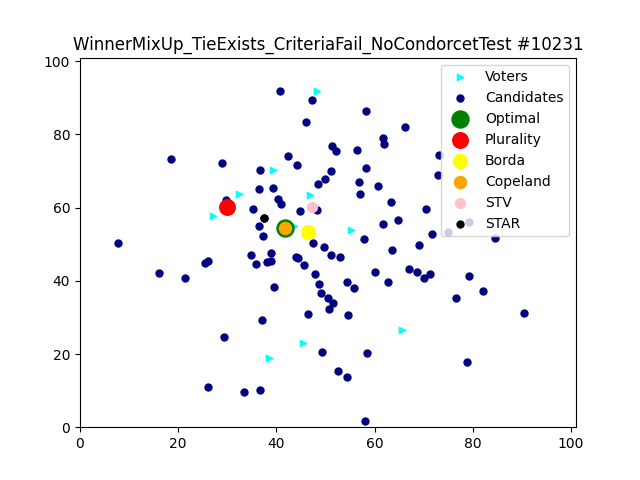 WinnerMixUp_TieExists_CriteriaFail_NoCondorcetTest #10231
100
80
60
40
20
0
0
20
40
60
80
100
Voters
Candidates
Optimal
Plurality
Borda
Copeland
STV
STAR